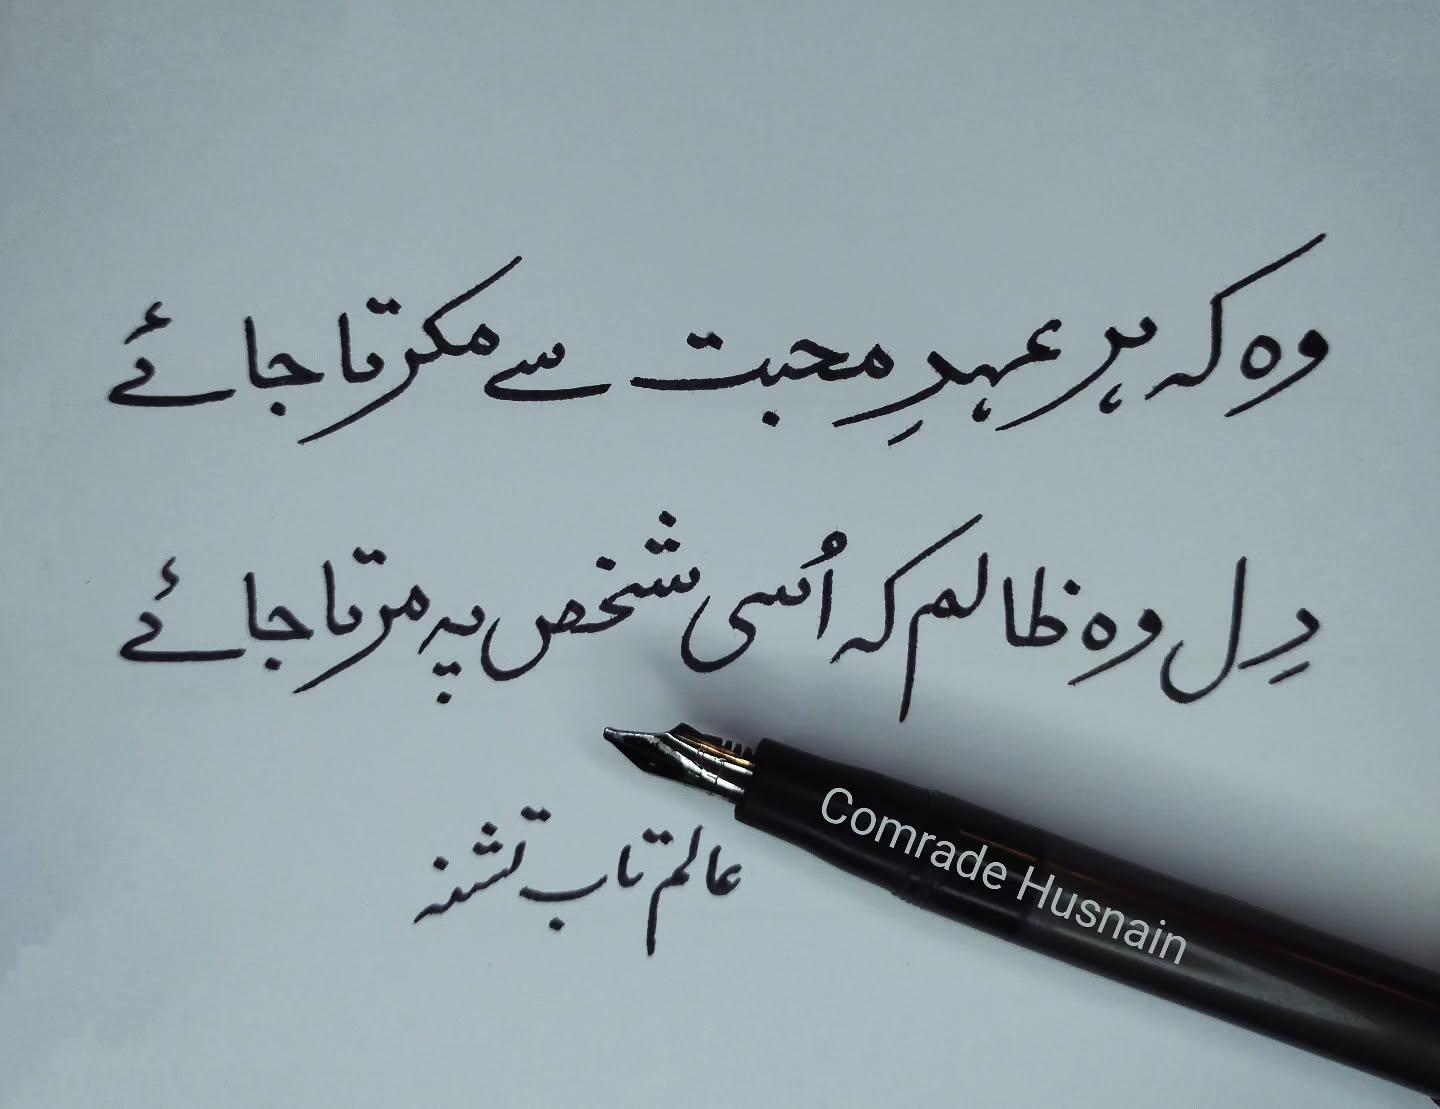 وہ کہ ہر عہدِ محبت سے مکرتا جائے
دِل وہ ظالم کہ اُسی شخص پہ مرتا جائے
عالم تاب تشنہ
Comrade Husnain